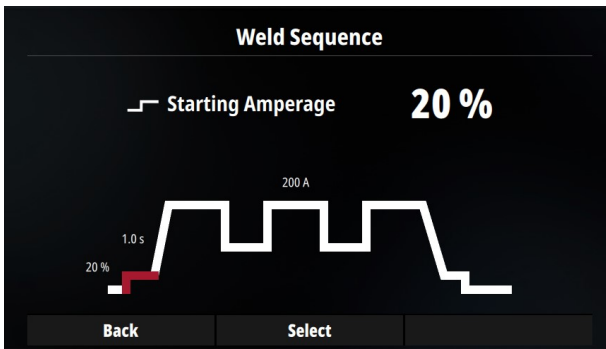 Weld Sequence
Starting Amperage 20 %
200 A
1.0 s
20 %
Back Select